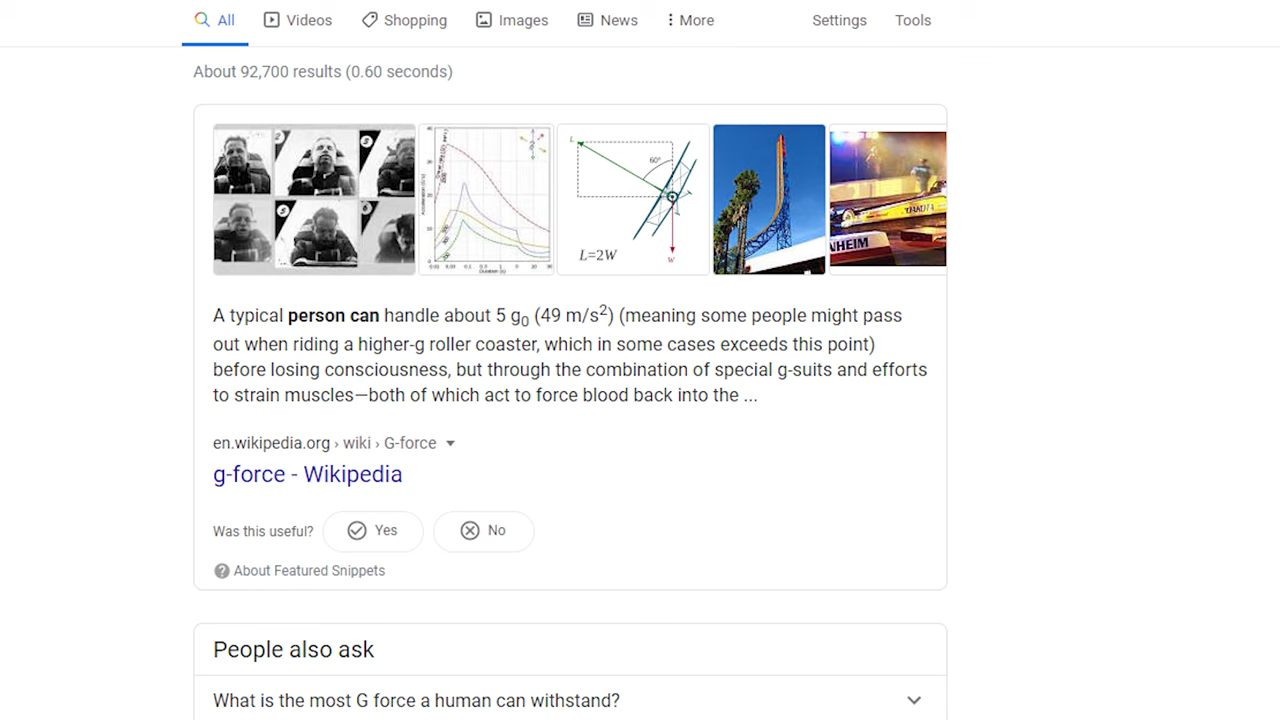 All Videos Shopping Images News More Settings Tools
About 92,700 results (0.60 seconds)
L
60°
L=2W
W
DAKOTA
NHEIM
A typical person can handle about 5 g0 (49 m/s2) (meaning some people might pass
out when riding a higher-g roller coaster, which in some cases exceeds this point)
before losing consciousness, but through the combination of special g-suits and efforts
to strain muscles—both of which act to force blood back into the ...
en.wikipedia.org › wiki › G-force
g-force - Wikipedia
Was this useful? Yes No
About Featured Snippets
People also ask
What is the most G force a human can withstand?